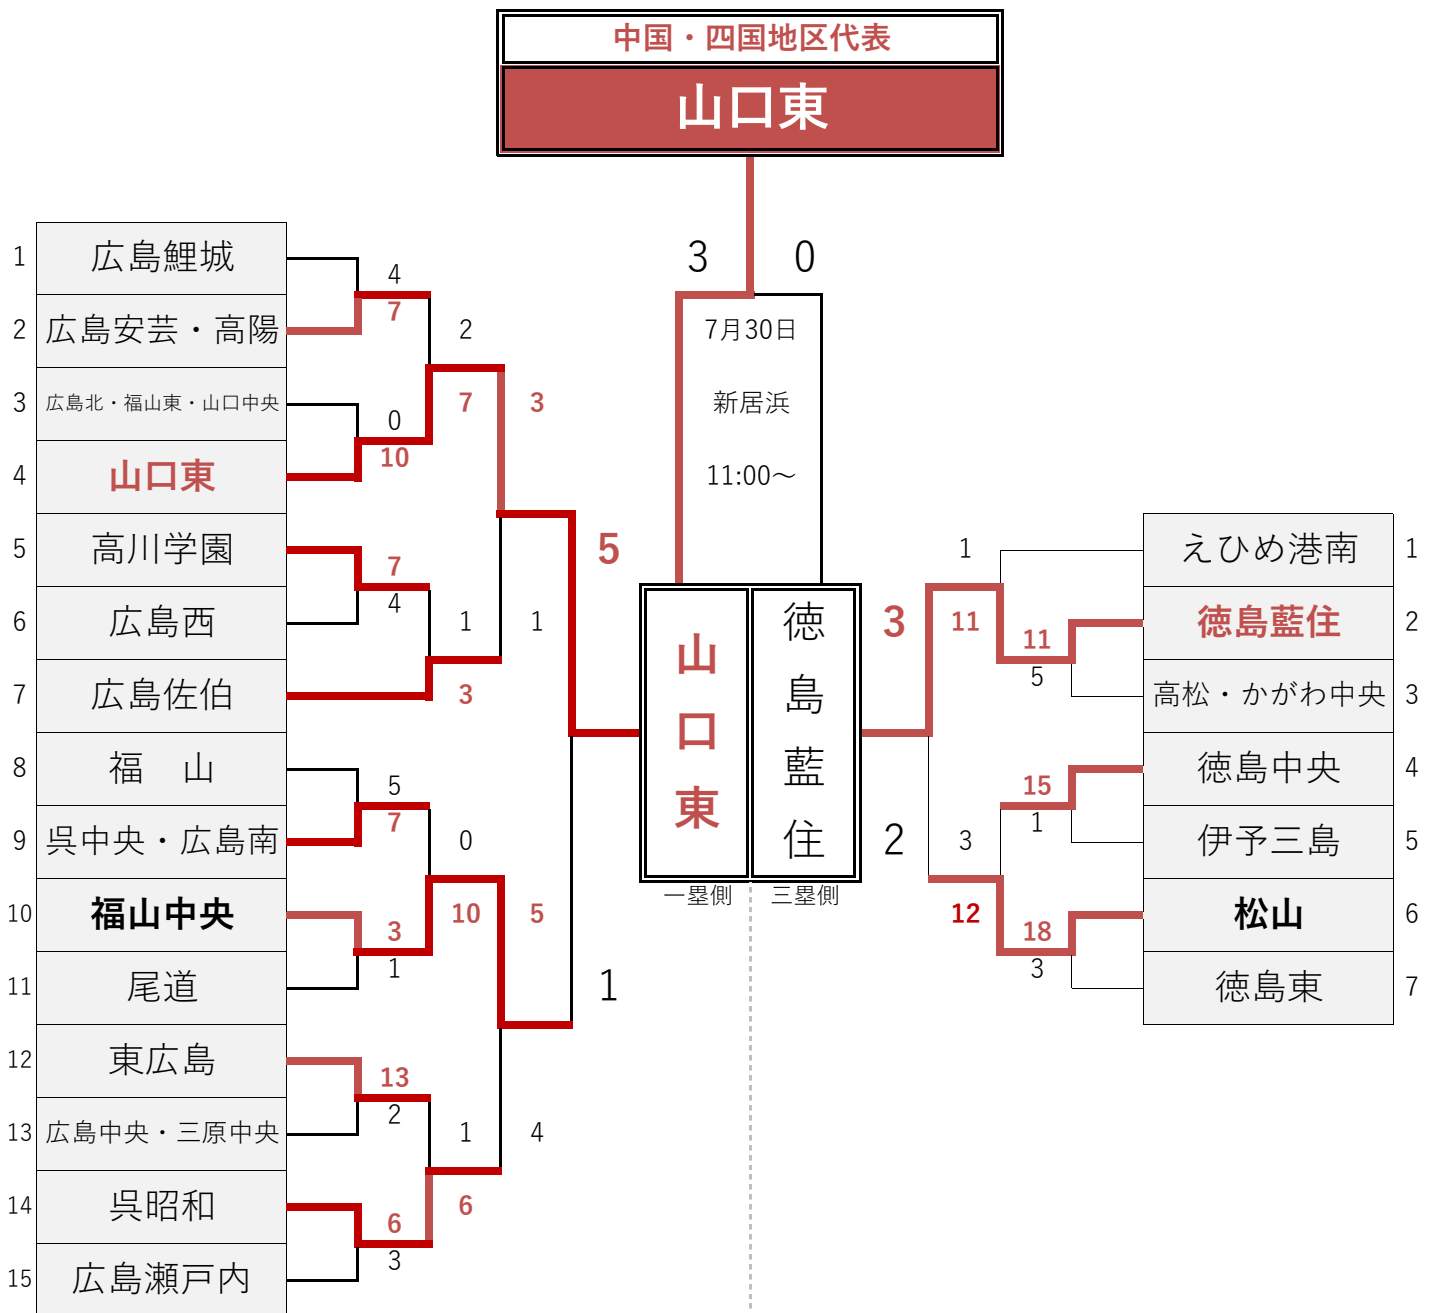 中国・四国地区代表
山口東
3 0
7月30日
新居浜
11:00～
1 広島鯉城
2 広島安芸・高陽
3 広島北・福山東・山口中央
4 山口東
5 高川学園
6 広島西
7 広島佐伯
8 福　山
9 呉中央・広島南
10 福山中央
11 尾道
12 東広島
13 広島中央・三原中央
14 呉昭和
15 広島瀬戸内
4
7
0
10
7
4
5
7
3
1
13
2
6
3
2
7
1
3
0
10
1
6
3
1
5
4
5
1
山口東
徳島藍住
一塁側
三塁側
3
2
1
11
3
12
11
5
15
1
18
3
えひめ港南 1
徳島藍住 2
高松・かがわ中央 3
徳島中央 4
伊予三島 5
松山 6
徳島東 7